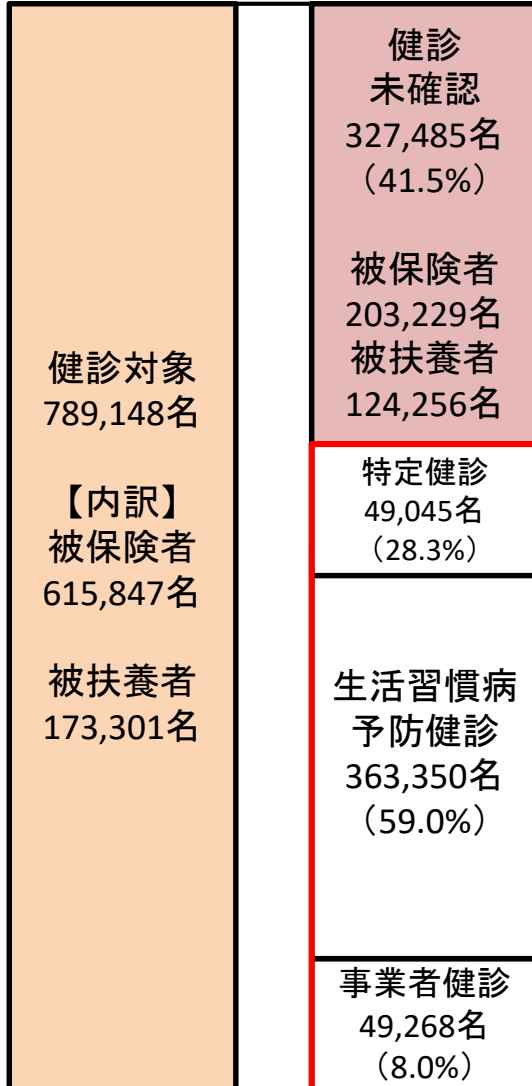 健診対象
789,148名
【内訳】
被保険者
615,847名
被扶養者
173,301名
健診
未確認
327,485名
（41.5%）
被保険者
203,229名
被扶養者
124,256名
特定健診
49,045名
（28.3%）
生活習慣病
予防健診
363,350名
（59.0%）
事業者健診
49,268名
（8.0%）